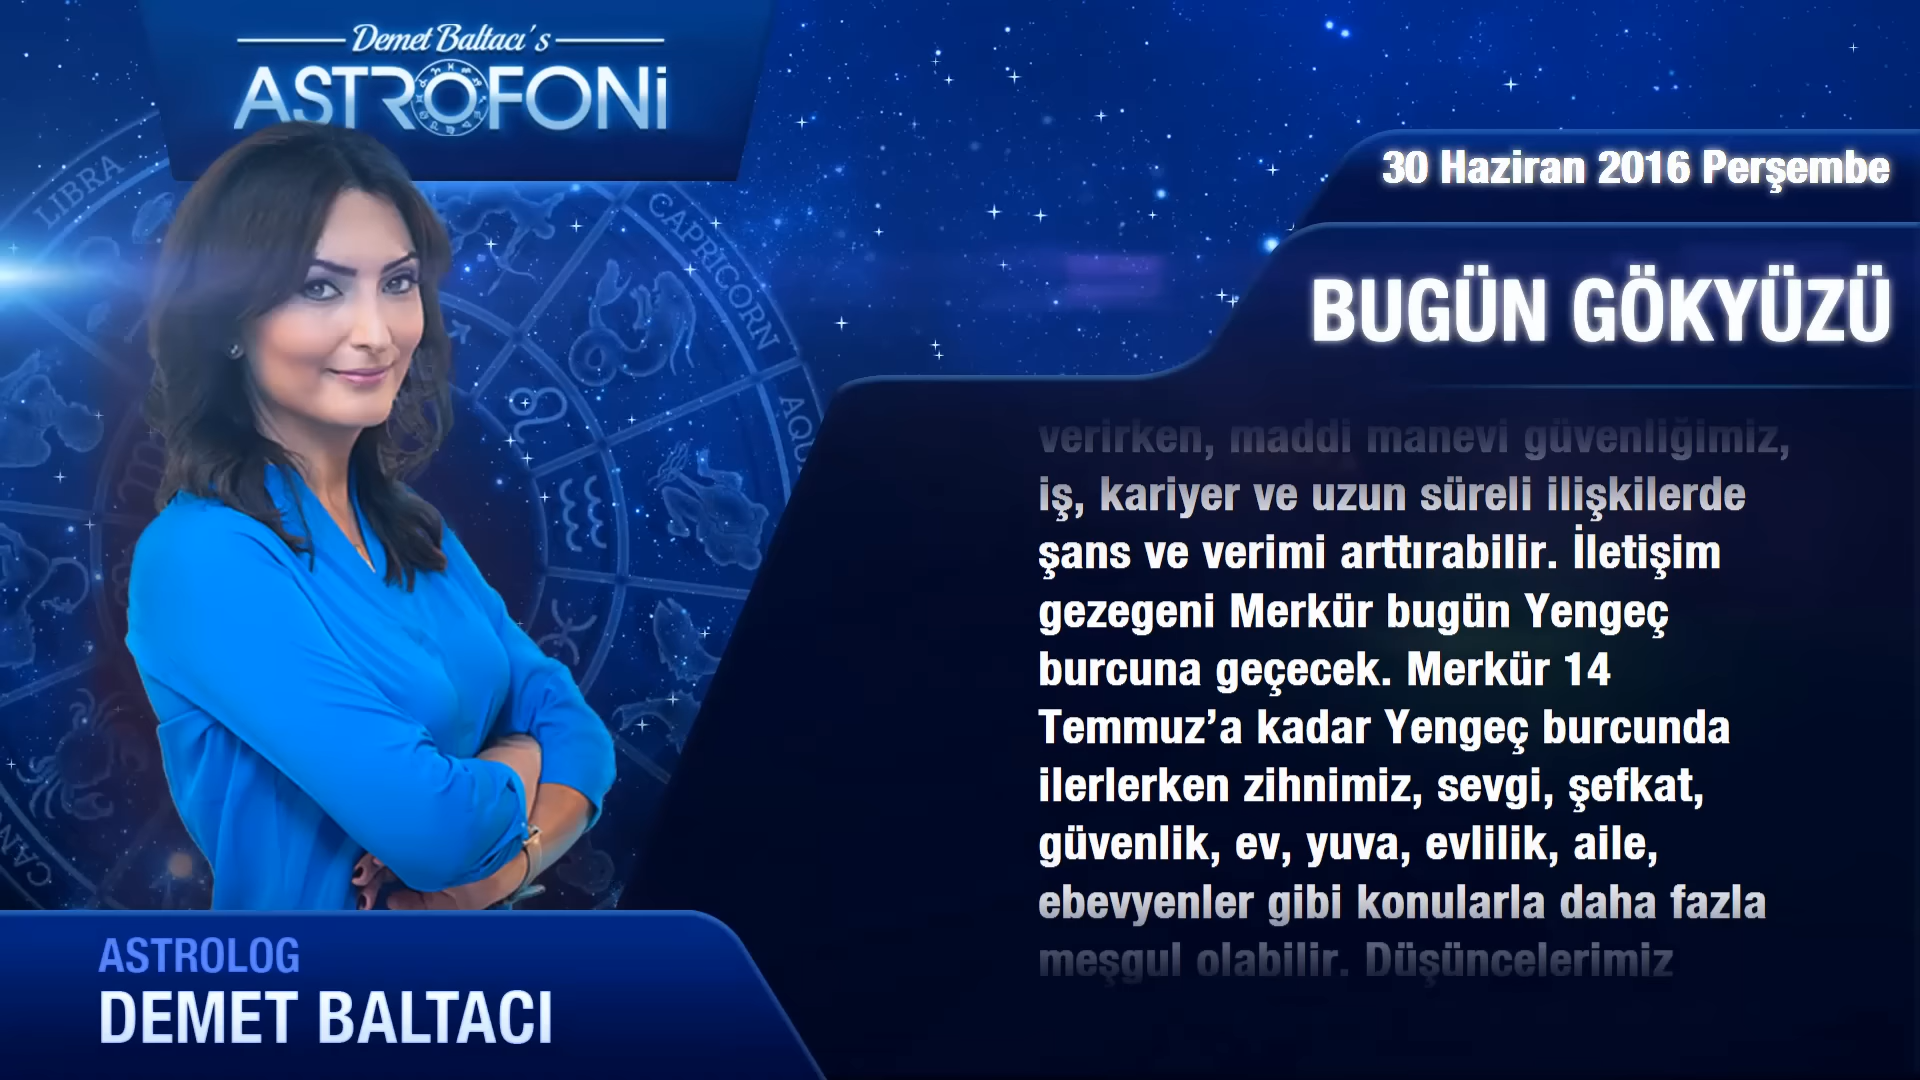 Demet Baltacı's
ASTROFONi
30 Haziran 2016 Perşembe
BUGÜN GÖKYÜZÜ
verirken, maddi manevi güvenliğimiz,
iş, kariyer ve uzun süreli ilişkilerde
şans ve verimi arttırabilir. İletişim
gezegeni Merkür bugün Yengeç
burcuna geçecek. Merkür 14
Temmuz’a kadar Yengeç burcunda
ilerlerken zihnimiz, sevgi, şefkat,
güvenlik, ev, yuva, evlilik, aile,
ebevyenler gibi konularla daha fazla
meşgul olabilir. Düşüncelerimiz
LIBRA
CAPRICORN
ASTROLOG
DEMET BALTACI